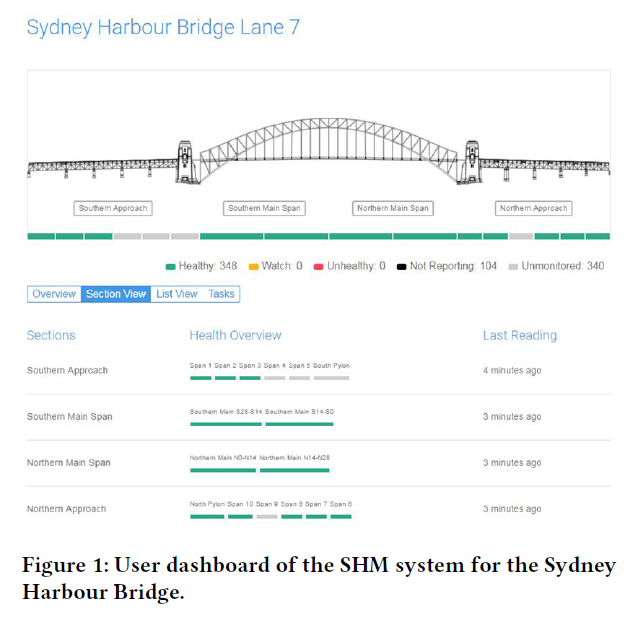 Sydney Harbour Bridge Lane 7
Southern Approach Southern Main Span Northern Main Span Northern Approach
Healthy: 348 Watch: 0 Unhealthy: 0 Not Reporting: 104 Unmonitored: 340
Overview Section View List View Tasks
Sections Health Overview Last Reading
Span 1 Span 2 Span 3 Span 4 Span 5 South Pylon
Southern Approach 4 minutes ago
Southern Main S28-S14 Southern Main S14-S0
Southern Main Span 3 minutes ago
Northern Main N0-N14 Northern Main N14-N28
Northern Main Span 3 minutes ago
North Pylon Span 10 Span 9 Span 8 Span 7 Span 6
Northern Approach 3 minutes ago
Figure 1: User dashboard of the SHM system for the Sydney
Harbour Bridge.